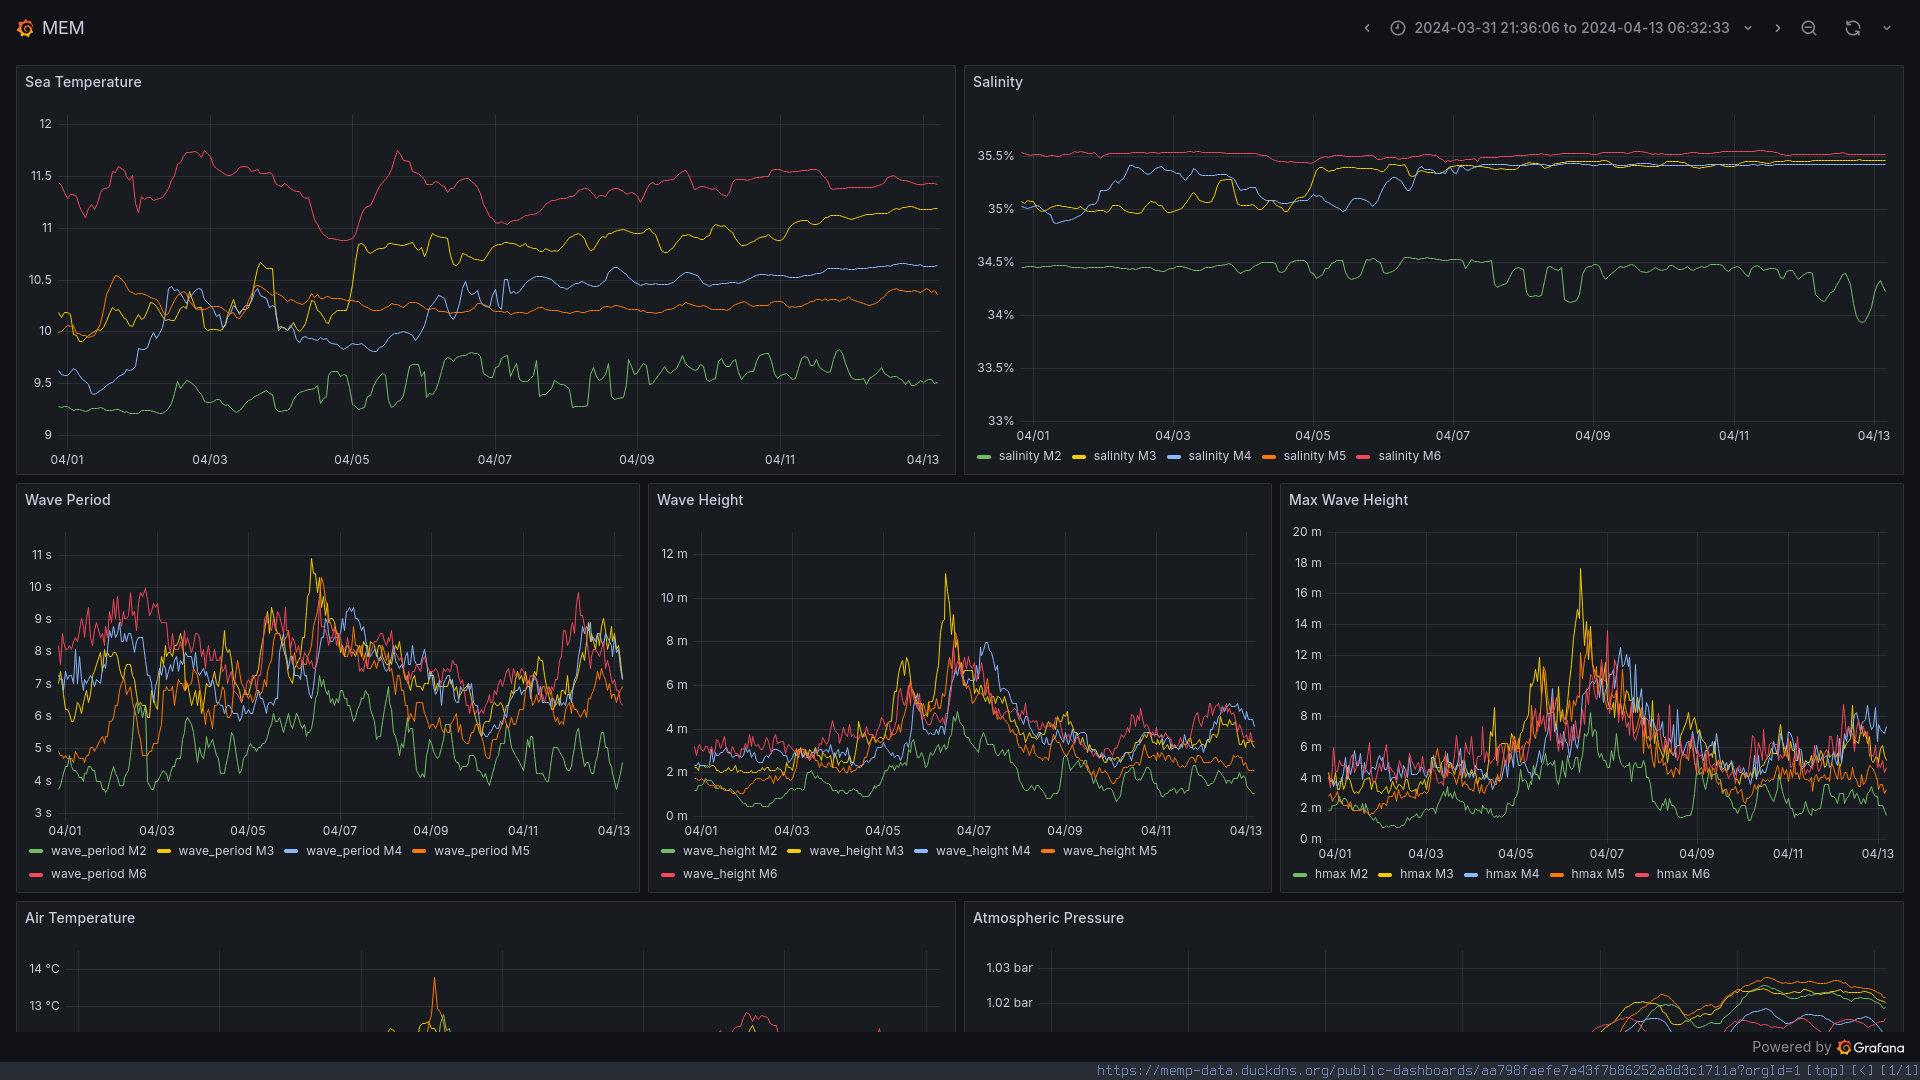 MEM
2024-03-31 21:36:06 to 2024-04-13 06:32:33
Sea Temperature
12
11.5
11
10.5
10
9.5
9
04/01 04/03 04/05 04/07 04/09 04/11 04/13
Salinity
35.5%
35%
34.5%
34%
33.5%
33%
04/01 04/03 04/05 04/07 04/09 04/11 04/13
salinity M2 salinity M3 salinity M4 salinity M5 salinity M6
Wave Period
11 s
10 s
9 s
8 s
7 s
6 s
5 s
4 s
3 s
04/01 04/03 04/05 04/07 04/09 04/11 04/13
wave_period M2 wave_period M3 wave_period M4 wave_period M5
wave_period M6
Wave Height
12 m
10 m
8 m
6 m
4 m
2 m
0 m
04/01 04/03 04/05 04/07 04/09 04/11 04/13
wave_height M2 wave_height M3 wave_height M4 wave_height M5
wave_height M6
Max Wave Height
20 m
18 m
16 m
14 m
12 m
10 m
8 m
6 m
4 m
2 m
0 m
04/01 04/03 04/05 04/07 04/09 04/11 04/13
hmax M2 hmax M3 hmax M4 hmax M5 hmax M6
Air Temperature
14 °C
13 °C
Atmospheric Pressure
1.03 bar
1.02 bar
Powered by Grafana
https://memp-data.duckdns.org/public-dashboards/aa798faefe7a43f7b86252a8d3c1711a?orgId=1 [top] [<] [1/1]